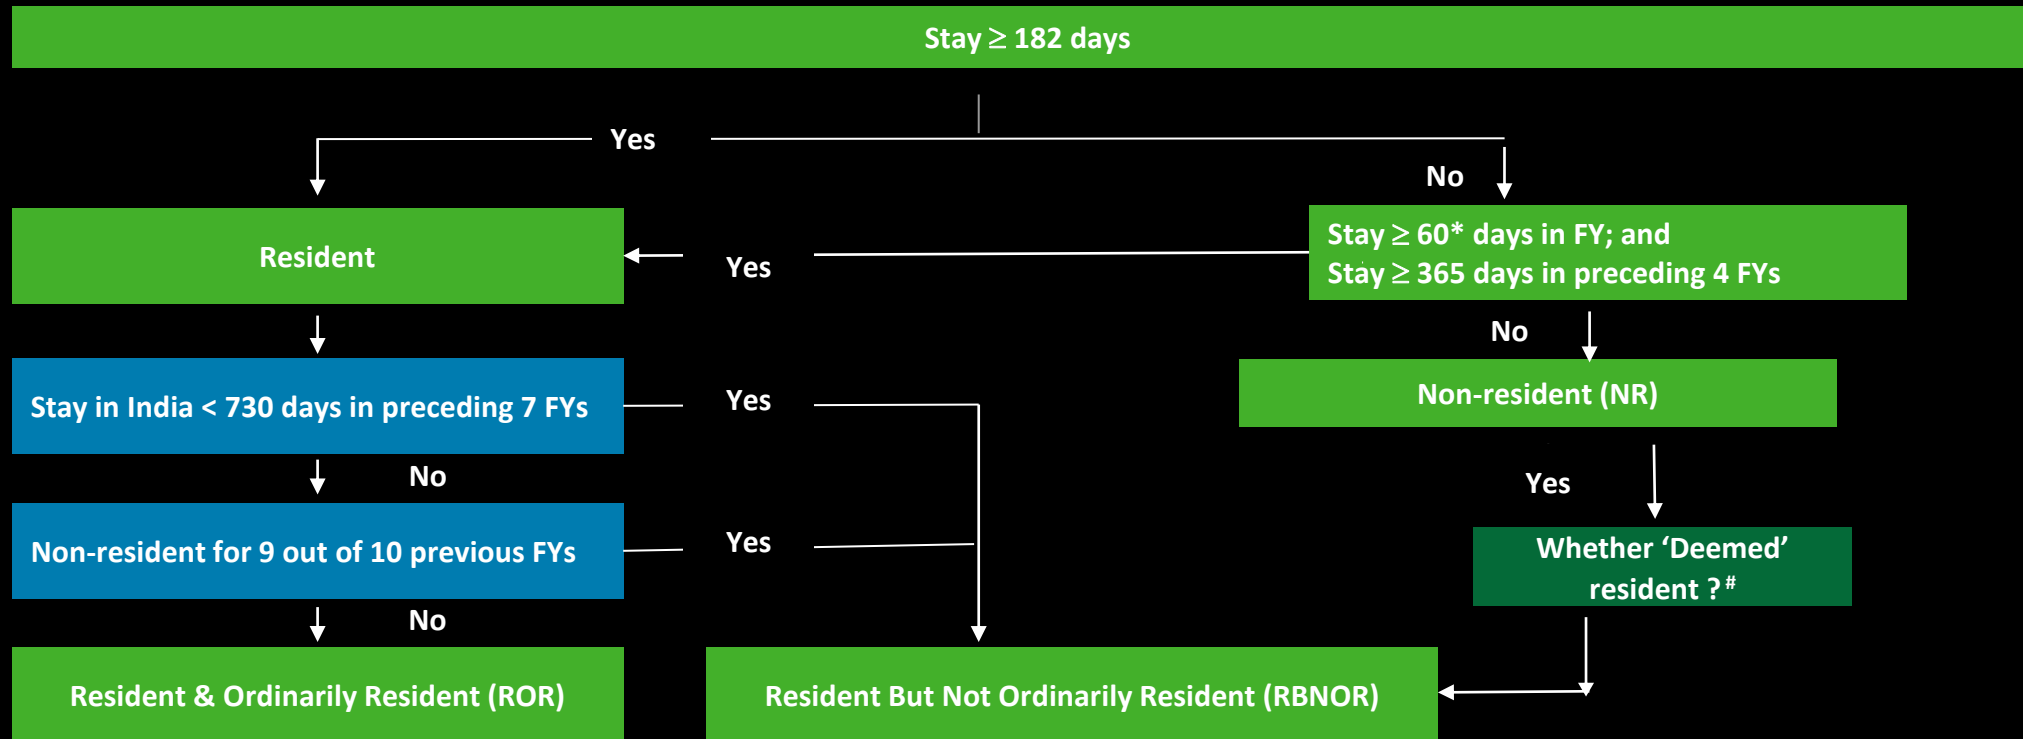 Stay ≥ 182 days
Yes
No
Resident
Yes
Stay ≥ 60* days in FY; and
Stay ≥ 365 days in preceding 4 FYs
No
Stay in India < 730 days in preceding 7 FYs
Yes
Non-resident (NR)
No
Yes
Non-resident for 9 out of 10 previous FYs
Yes
Whether ‘Deemed’
resident ?#
No
Resident & Ordinarily Resident (ROR)
Resident But Not Ordinarily Resident (RBNOR)